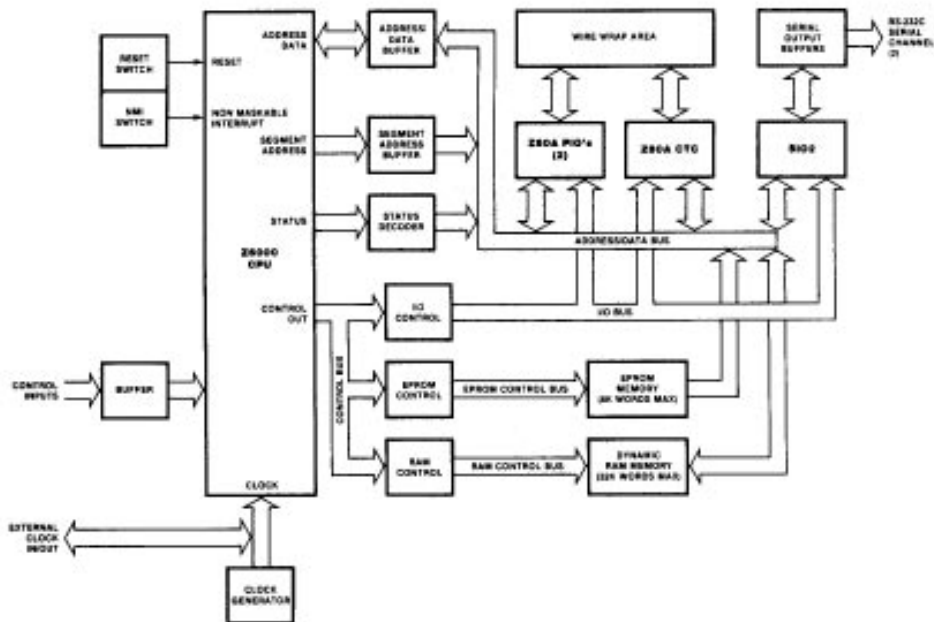 RESET
SWITCH
NMI
SWITCH
ADDRESS
DATA
RESET
NON MASKABLE
INTERRUPT
SEGMENT
ADDRESS
STATUS
Z8000
CPU
CONTROL
OUT
CLOCK
ADDRESS/
DATA
BUFFER
SEGMENT
ADDRESS
BUFFER
STATUS
DECODER
WIRE WRAP AREA
SERIAL
OUTPUT
BUFFERS
RS-232C
SERIAL
CHANNEL
(2)
Z80A PIO's
(2)
Z80A CTC
ADDRESS/DATA BUS
I/O
CONTROL
I/O BUS
CONTROL BUS
CONTROL
INPUTS
BUFFER
EPROM
CONTROL
EPROM CONTROL BUS
EPROM
MEMORY
RAM
CONTROL
RAM CONTROL BUS
DYNAMIC
RAM MEMORY
(32K WORDS MAX)
EXTERNAL
CLOCK
IN/OUT
CLOCK
GENERATOR